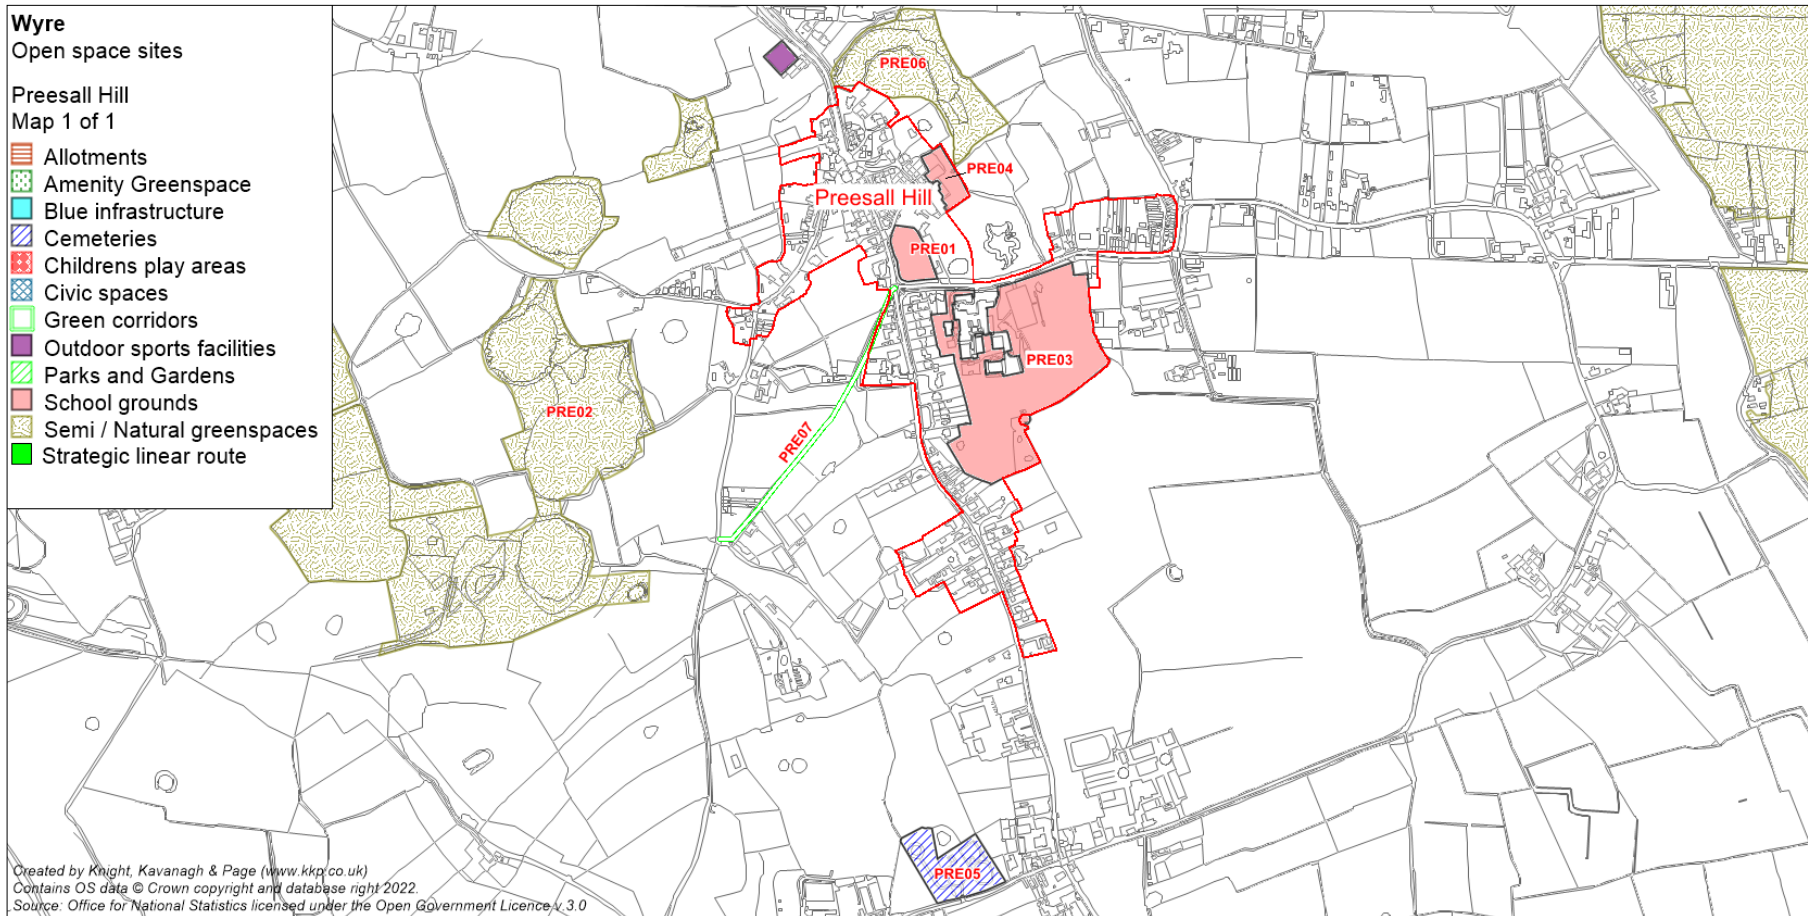 Wyre
Open space sites
Preesall Hill
Map 1 of 1
Allotments
Amenity Greenspace
Blue infrastructure
Cemeteries
Childrens play areas
Civic spaces
Green corridors
Outdoor sports facilities
Parks and Gardens
School grounds
Semi / Natural greenspaces
Strategic linear route
PRE06
PRE04
Preesall Hill
PRE01
PRE03
PRE02
PRE07
PRE05
Created by Knight, Kavanagh & Page (www.kkp.co.uk)
Contains OS data © Crown copyright and database right 2022.
Source: Office for National Statistics licensed under the Open Government Licence v.3.0